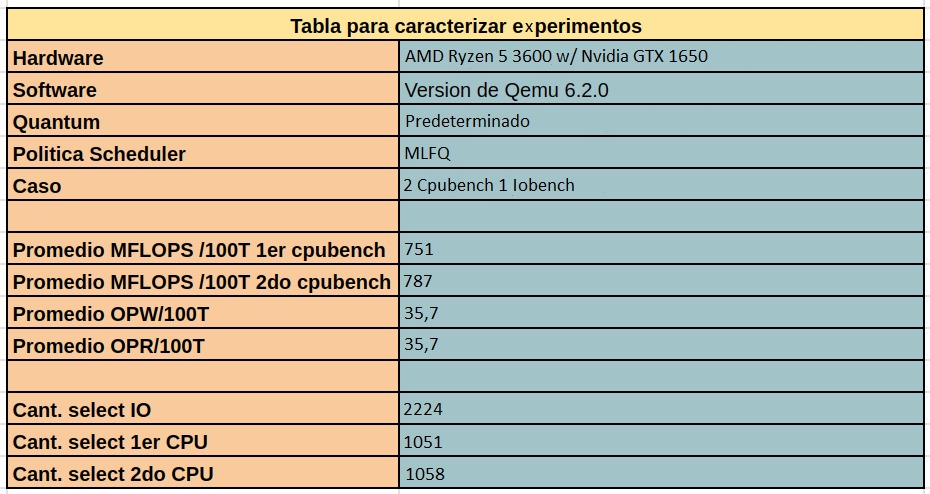 Tabla para caracterizar experimentos
Hardware AMD Ryzen 5 3600 w/ Nvidia GTX 1650
Software Version de Qemu 6.2.0
Quantum Predeterminado
Politica Scheduler MLFQ
Caso 2 Cpubench 1 Iobench
Promedio MFLOPS /100T 1er cpubench 751
Promedio MFLOPS /100T 2do cpubench 787
Promedio OPW/100T 35,7
Promedio OPR/100T 35,7
Cant. select IO 2224
Cant. select 1er CPU 1051
Cant. select 2do CPU 1058